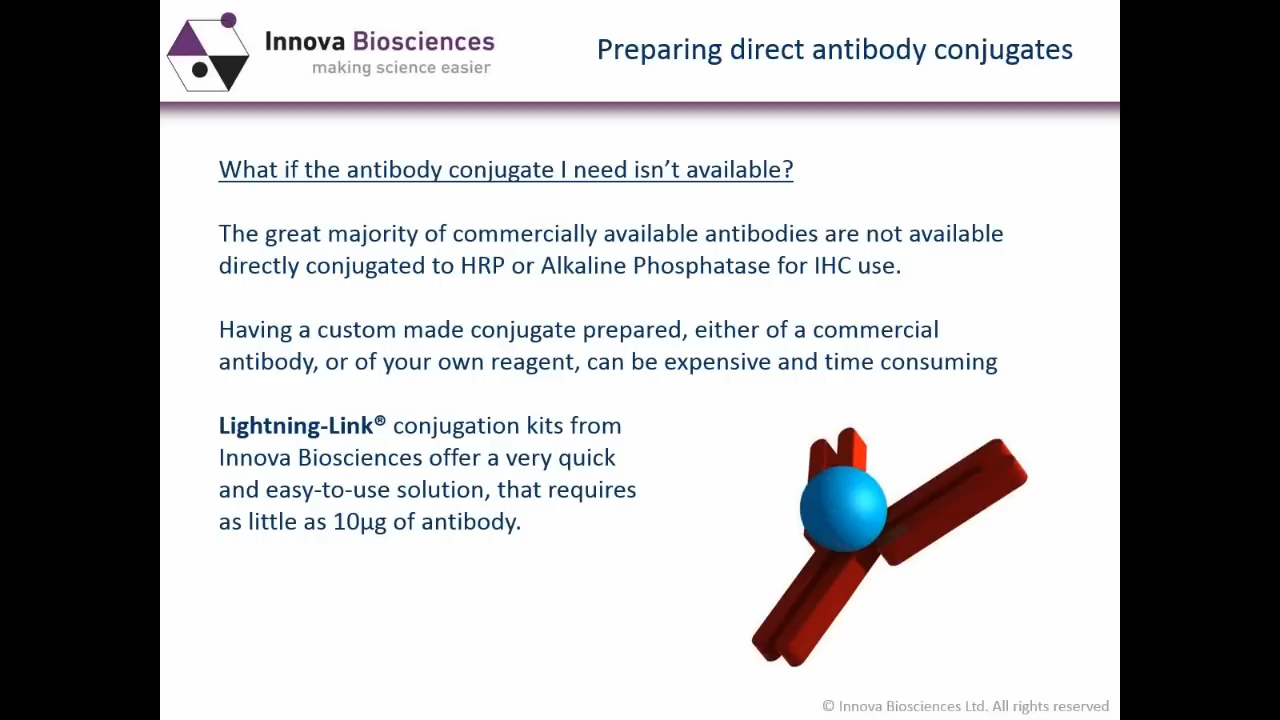 Innova Biosciences
making science easier
Preparing direct antibody conjugates
What if the antibody conjugate I need isn’t available?
The great majority of commercially available antibodies are not available
directly conjugated to HRP or Alkaline Phosphatase for IHC use.
Having a custom made conjugate prepared, either of a commercial
antibody, or of your own reagent, can be expensive and time consuming
Lightning-Link® conjugation kits from
Innova Biosciences offer a very quick
and easy-to-use solution, that requires
as little as 10µg of antibody.
© Innova Biosciences Ltd. All rights reserved